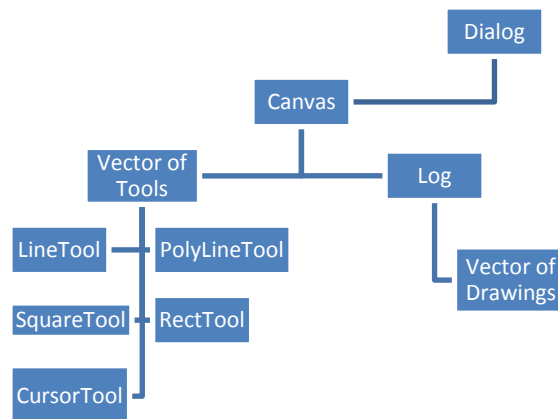 Dialog
Canvas
Vector of
Tools
Log
LineTool
PolyLineTool
Vector of
Drawings
SquareTool
RectTool
CursorTool